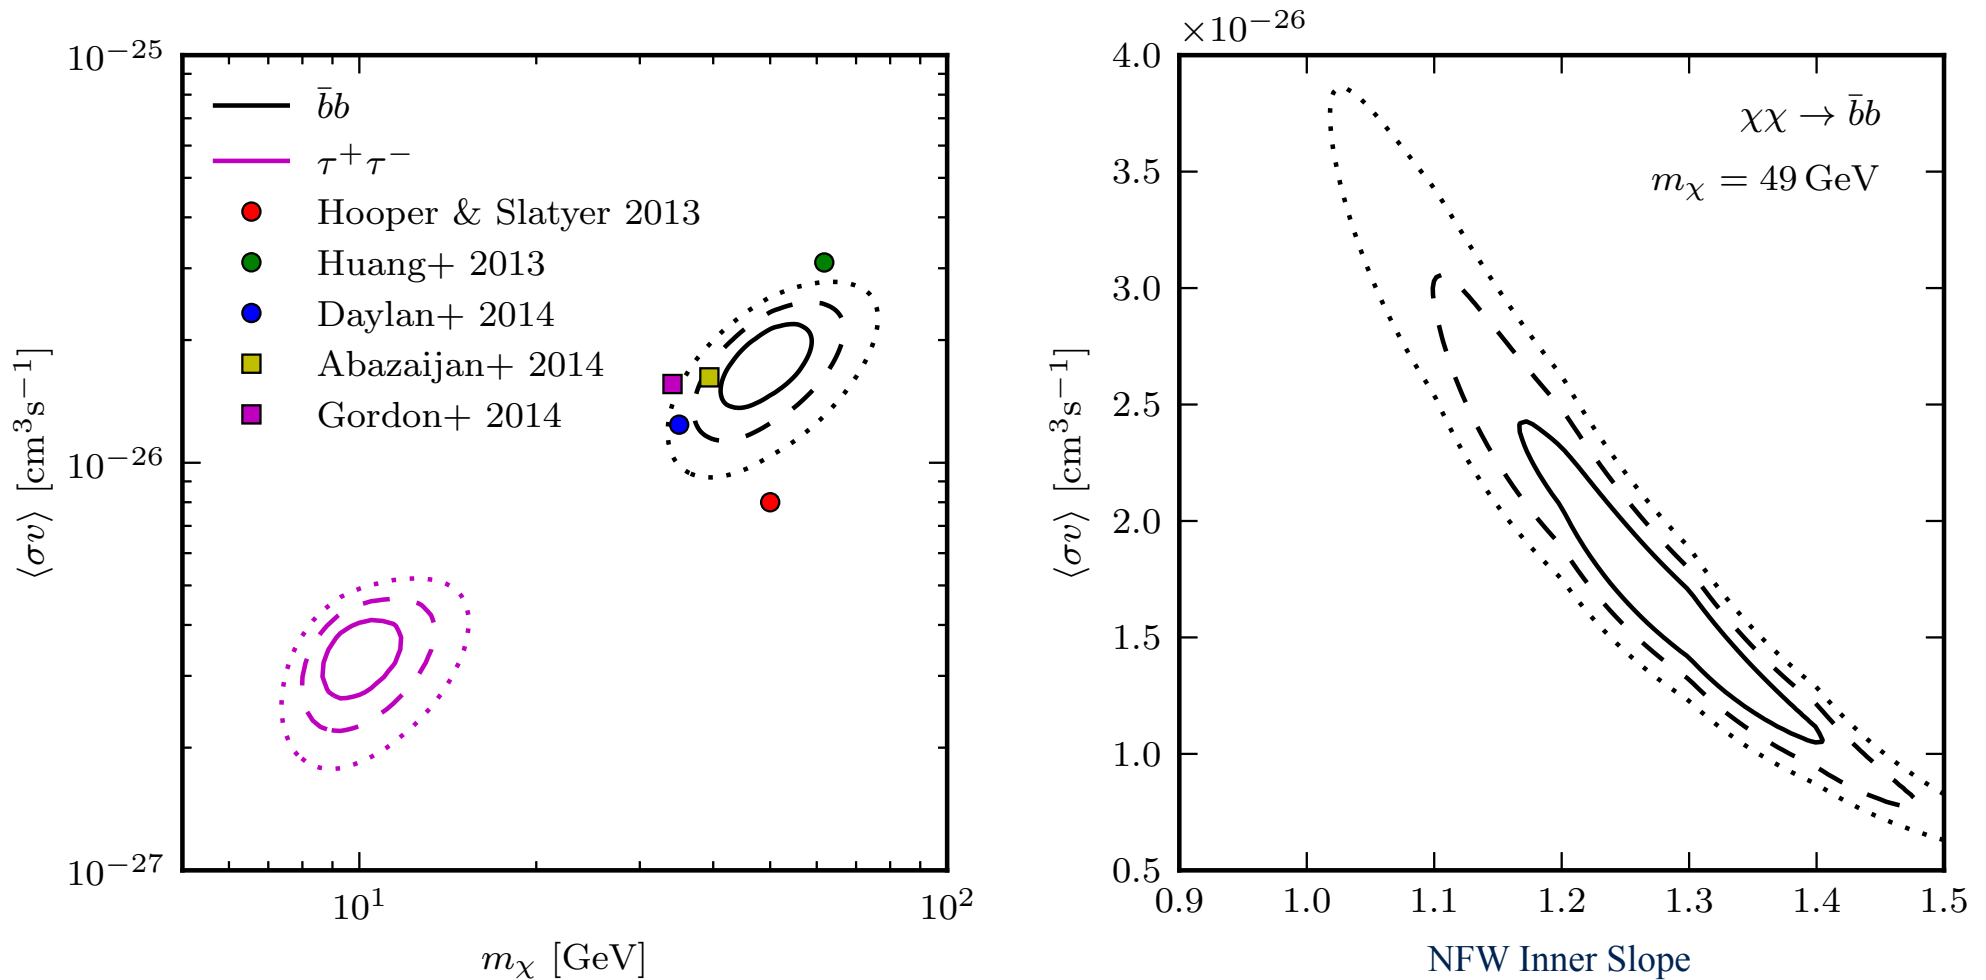 10⁻²⁵
b̄b
τ⁺τ⁻
Hooper & Slatyer 2013
Huang+ 2013
Daylan+ 2014
Abazaijan+ 2014
Gordon+ 2014
10⁻²⁶
10⁻²⁷
⟨σv⟩ [cm³s⁻¹]
10¹ 10²
mχ [GeV]
×10⁻²⁶
4.0
3.5
3.0
2.5
2.0
1.5
1.0
0.5
⟨σv⟩ [cm³s⁻¹]
χχ → b̄b
mχ = 49 GeV
0.9 1.0 1.1 1.2 1.3 1.4 1.5
NFW Inner Slope